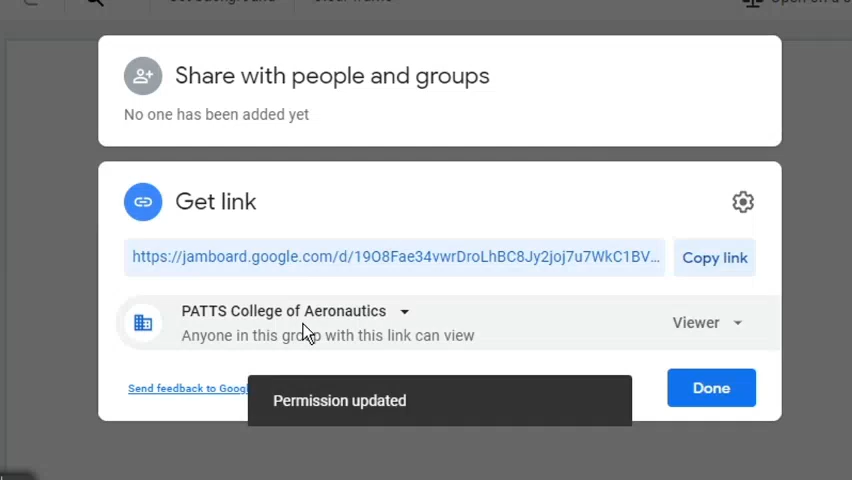 Share with people and groups
No one has been added yet
Get link
https://jamboard.google.com/d/19O8Fae34vwrDroLhBC8Jy2joj7u7WkC1BV...
Copy link
PATTS College of Aeronautics
Anyone in this group with this link can view
Viewer
Send feedback to Googl
Permission updated
Done